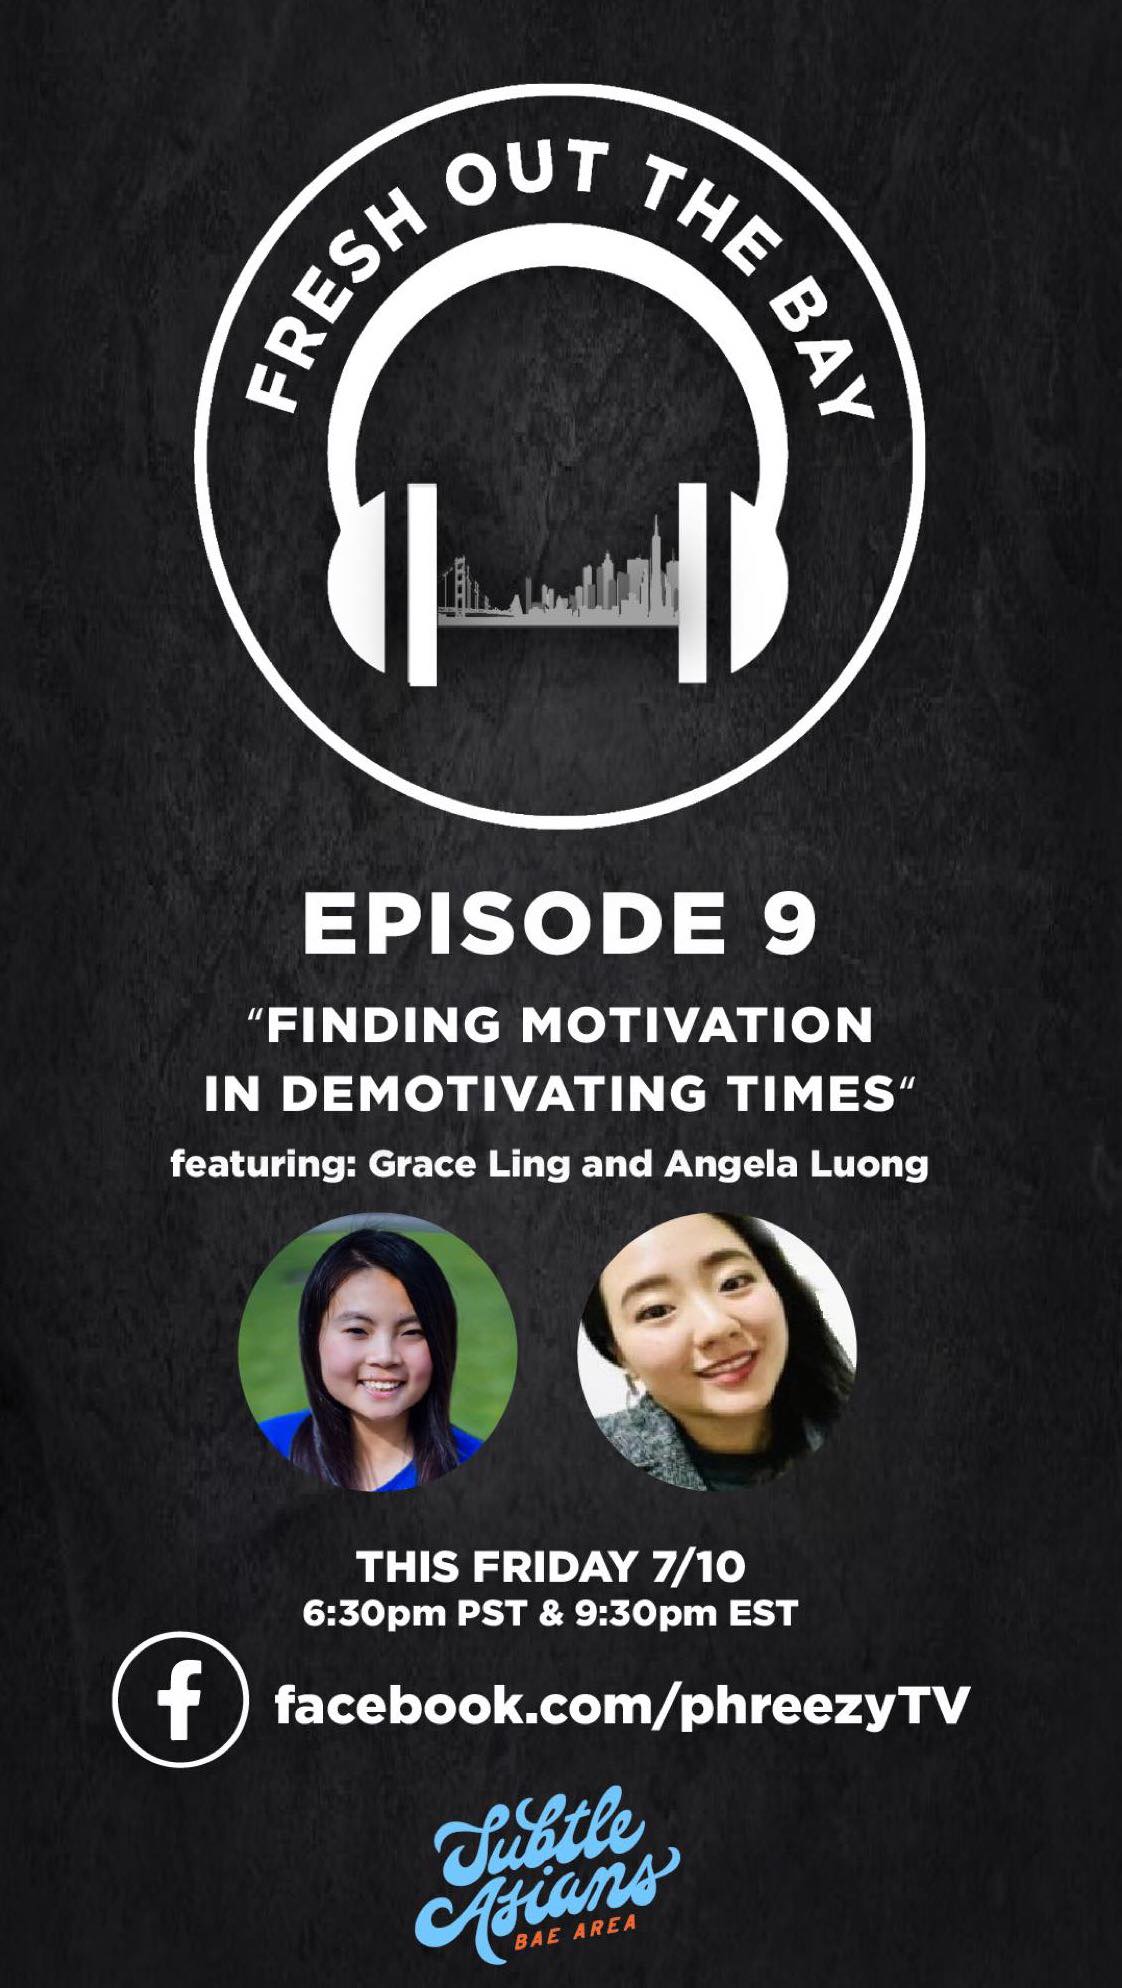 FRESH OUT THE BAY
EPISODE 9
“FINDING MOTIVATION
IN DEMOTIVATING TIMES“
featuring: Grace Ling and Angela Luong
THIS FRIDAY 7/10
6:30pm PST & 9:30pm EST
f
facebook.com/phreezyTV
Subtle
Asians
BAE AREA